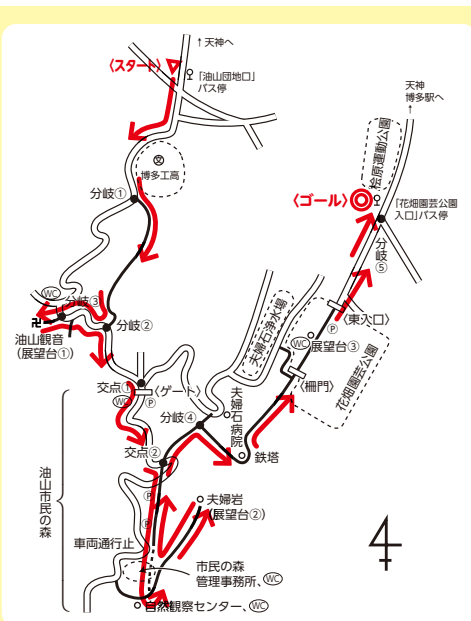 ↑天神へ
〈スタート〉
「油山団地口」
バス停
天神
博多駅へ
↑
文
博多工高
桧原運動公園
〈ゴール〉
「花畑園芸公園
入口」バス停
分岐①
分岐⑤
WC
分岐③
卍
油山観音
(展望台①)
分岐②
夫婦石浄水場
P
〈東入口〉
WC
展望台③
〈柵門〉
花畑園芸公園
交点①
〈ゲート〉
WC
P
分岐④
夫婦石病院
鉄塔
交点②
油山市民の森
P
P
夫婦岩
(展望台②)
車両通行止
市民の森
管理事務所、WC
自然観察センター、WC